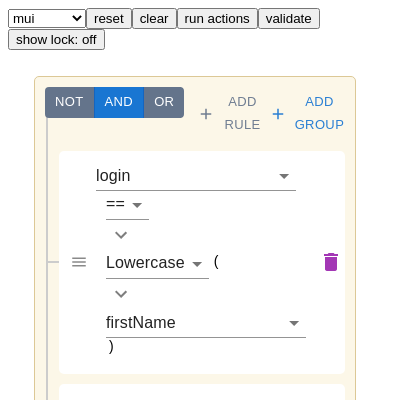 mui reset clear run actions validate
show lock: off
NOT AND OR + ADD RULE + ADD GROUP
login
==
Lowercase (
firstName
)